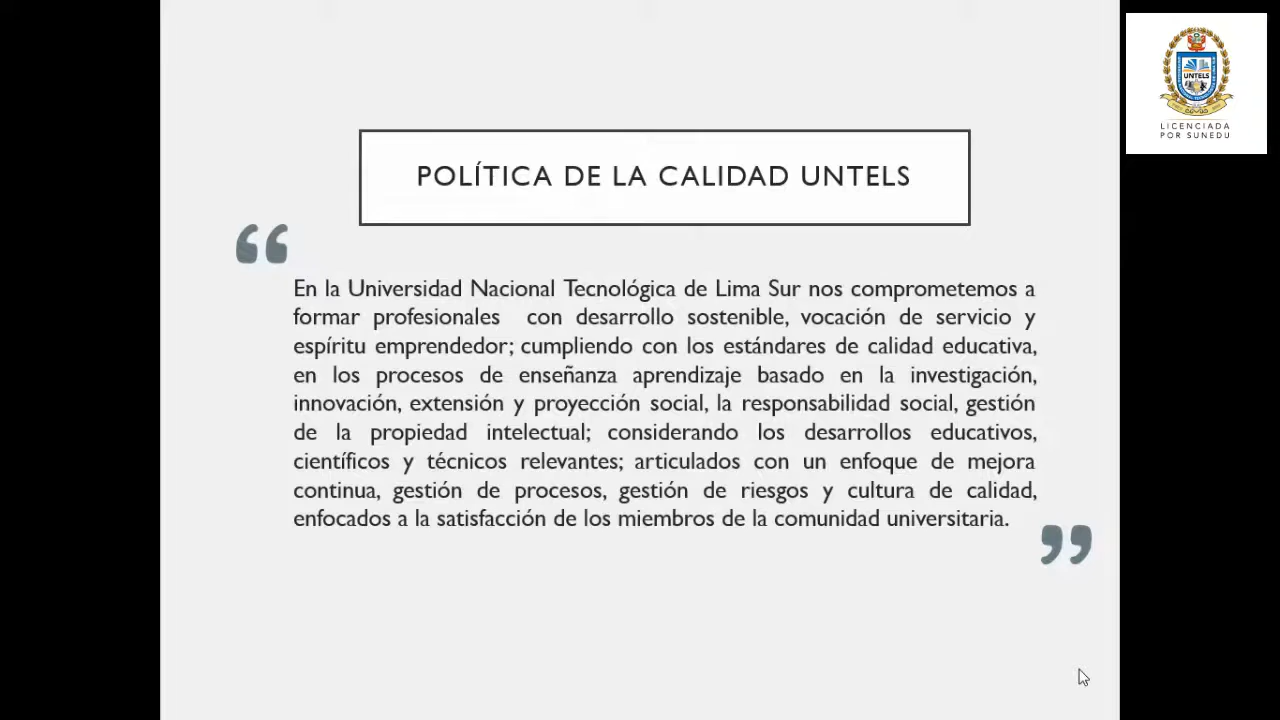 POLÍTICA DE LA CALIDAD UNTELS
En la Universidad Nacional Tecnológica de Lima Sur nos comprometemos a
formar profesionales con desarrollo sostenible, vocación de servicio y
espíritu emprendedor; cumpliendo con los estándares de calidad educativa,
en los procesos de enseñanza aprendizaje basado en la investigación,
innovación, extensión y proyección social, la responsabilidad social, gestión
de la propiedad intelectual; considerando los desarrollos educativos,
científicos y técnicos relevantes; articulados con un enfoque de mejora
continua, gestión de procesos, gestión de riesgos y cultura de calidad,
enfocados a la satisfacción de los miembros de la comunidad universitaria.
UNTELS
LICENCIADA
POR SUNEDU